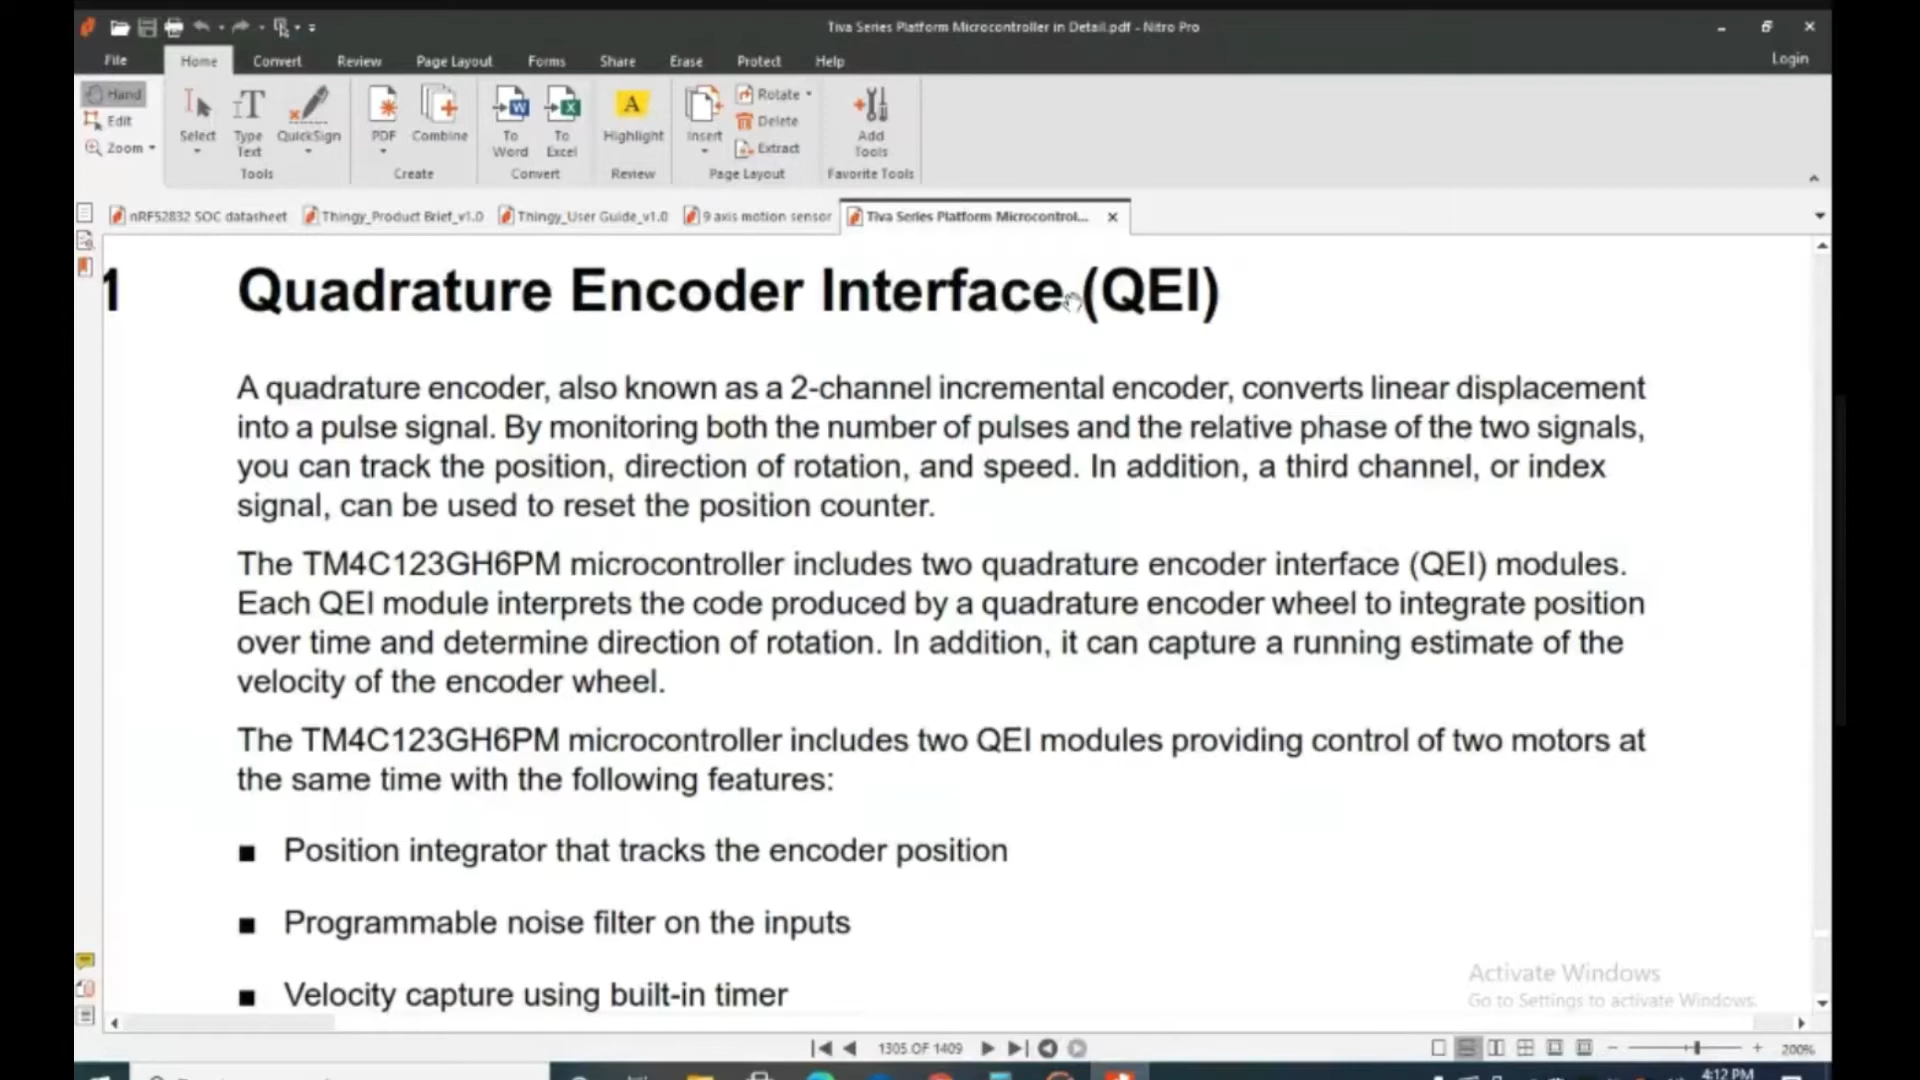 Tiva Series Platform Microcontroller in Detail.pdf - Nitro Pro
File Home Convert Review Page Layout Forms Share Erase Protect Help Login
Hand
Edit
Zoom
Select
Type Text
QuickSign
Tools
PDF
Combine
Create
To Word
To Excel
Convert
Highlight
Review
Insert
Rotate
Delete
Extract
Page Layout
Add Tools
Favorite Tools
nRF52832 SOC datasheet Thingy_Product Brief_v1.0 Thingy_User Guide_v1.0 9 axis motion sensor Tiva Series Platform Microcontrol...
1 Quadrature Encoder Interface (QEI)
A quadrature encoder, also known as a 2-channel incremental encoder, converts linear displacement
into a pulse signal. By monitoring both the number of pulses and the relative phase of the two signals,
you can track the position, direction of rotation, and speed. In addition, a third channel, or index
signal, can be used to reset the position counter.
The TM4C123GH6PM microcontroller includes two quadrature encoder interface (QEI) modules.
Each QEI module interprets the code produced by a quadrature encoder wheel to integrate position
over time and determine direction of rotation. In addition, it can capture a running estimate of the
velocity of the encoder wheel.
The TM4C123GH6PM microcontroller includes two QEI modules providing control of two motors at
the same time with the following features:
■ Position integrator that tracks the encoder position
■ Programmable noise filter on the inputs
■ Velocity capture using built-in timer
Activate Windows
Go to Settings to activate Windows.
1305 OF 1409
200%
4:12 PM